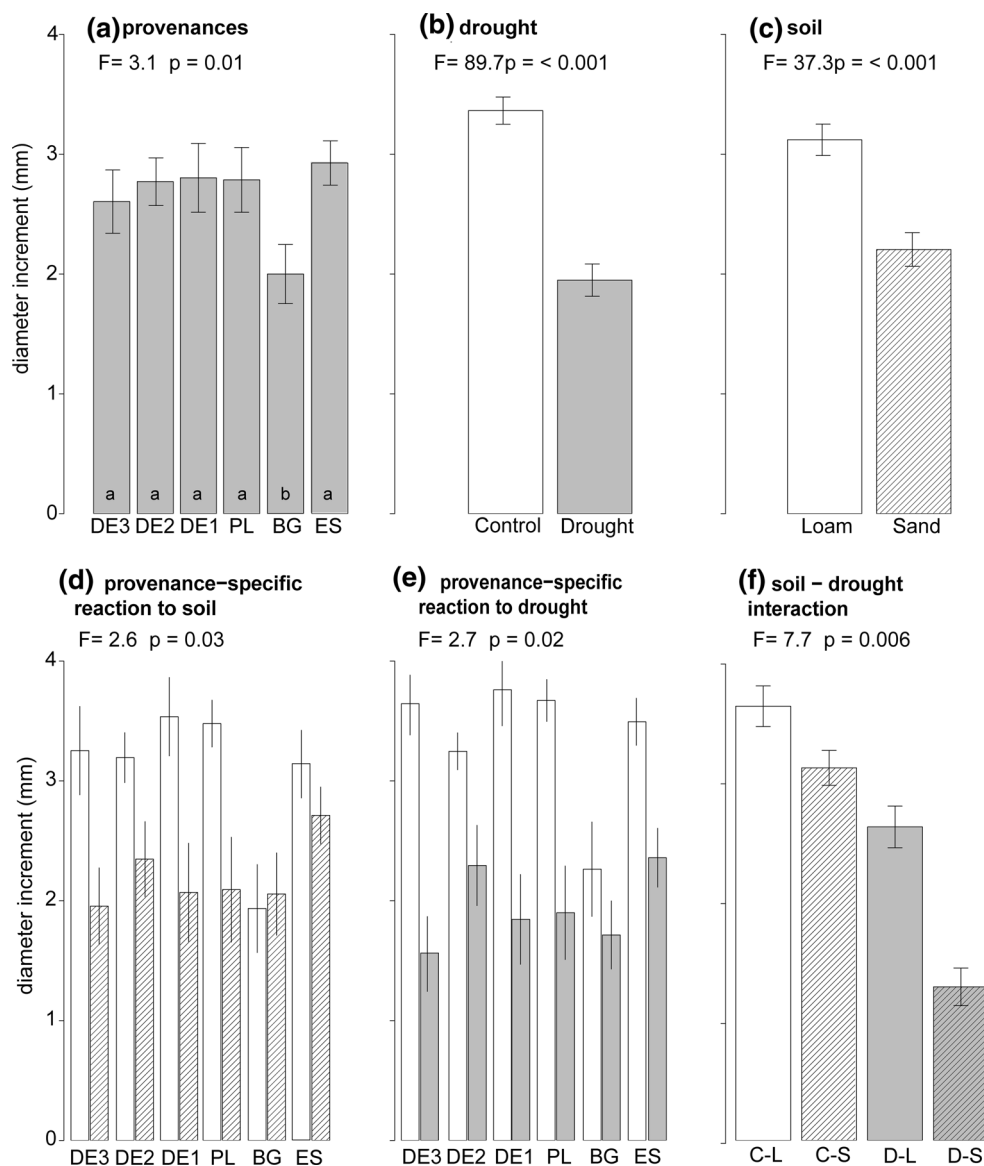 (a) provenances
F= 3.1 p = 0.01
(b) drought
F= 89.7p = < 0.001
(c) soil
F= 37.3p = < 0.001
diameter increment (mm)
4
3
2
1
0
a a a a b a
DE3 DE2 DE1 PL BG ES
Control Drought
Loam Sand
(d) provenance−specific
reaction to soil
F= 2.6 p = 0.03
(e) provenance−specific
reaction to drought
F= 2.7 p = 0.02
(f) soil − drought
interaction
F= 7.7 p = 0.006
diameter increment (mm)
4
3
2
1
0
DE3 DE2 DE1 PL BG ES
DE3 DE2 DE1 PL BG ES
C-L C-S D-L D-S